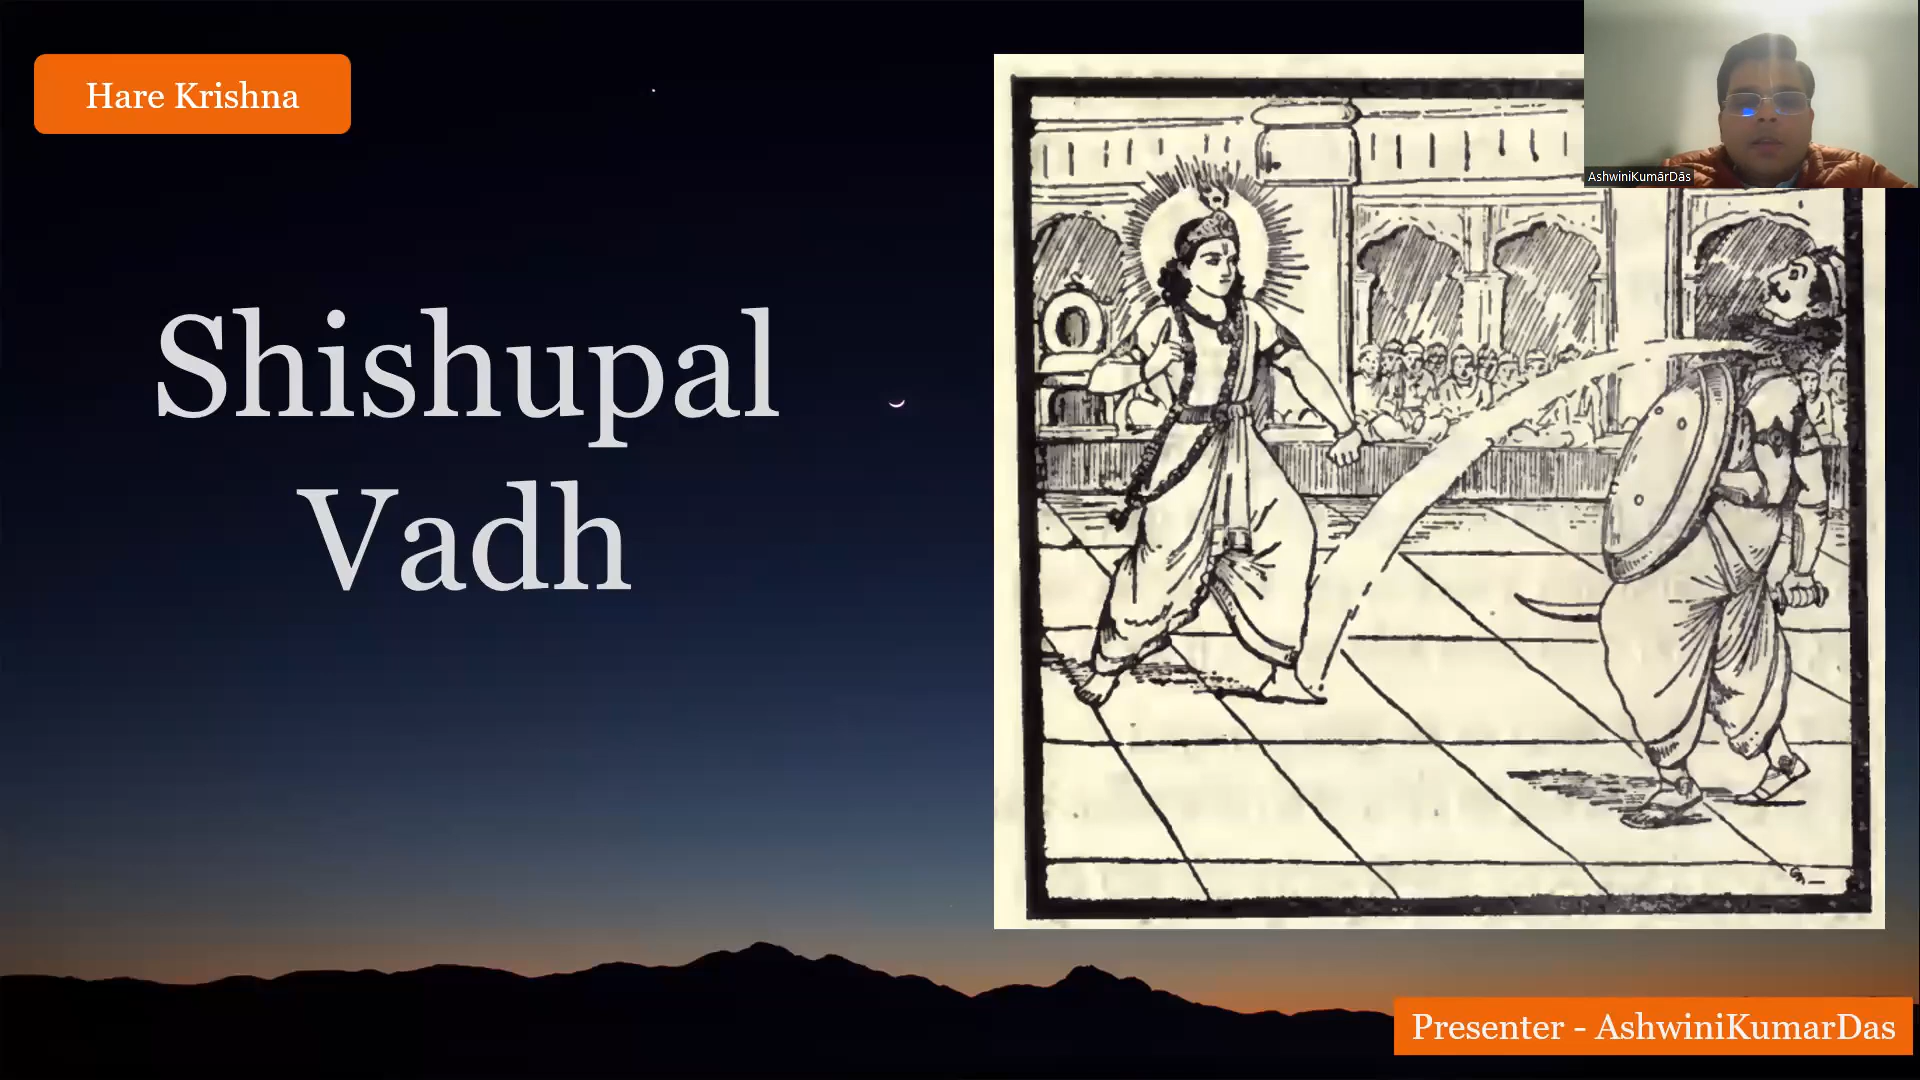 Hare Krishna
AshwiniKumārDās
Shishupal
Vadh
Presenter - AshwiniKumarDas